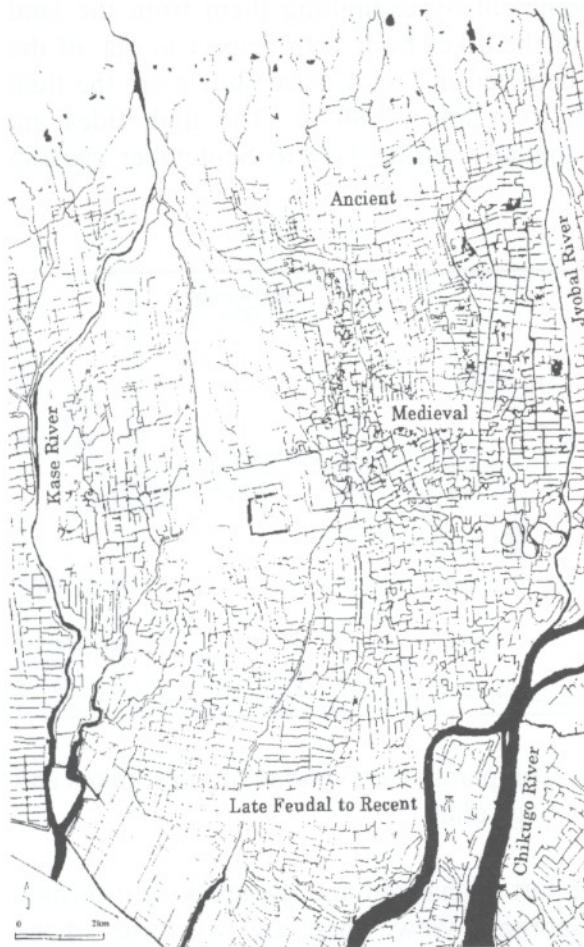 Ancient
Jyobal River
Medieval
Kase River
Late Feudal to Recent
Chikugo River
0 2km